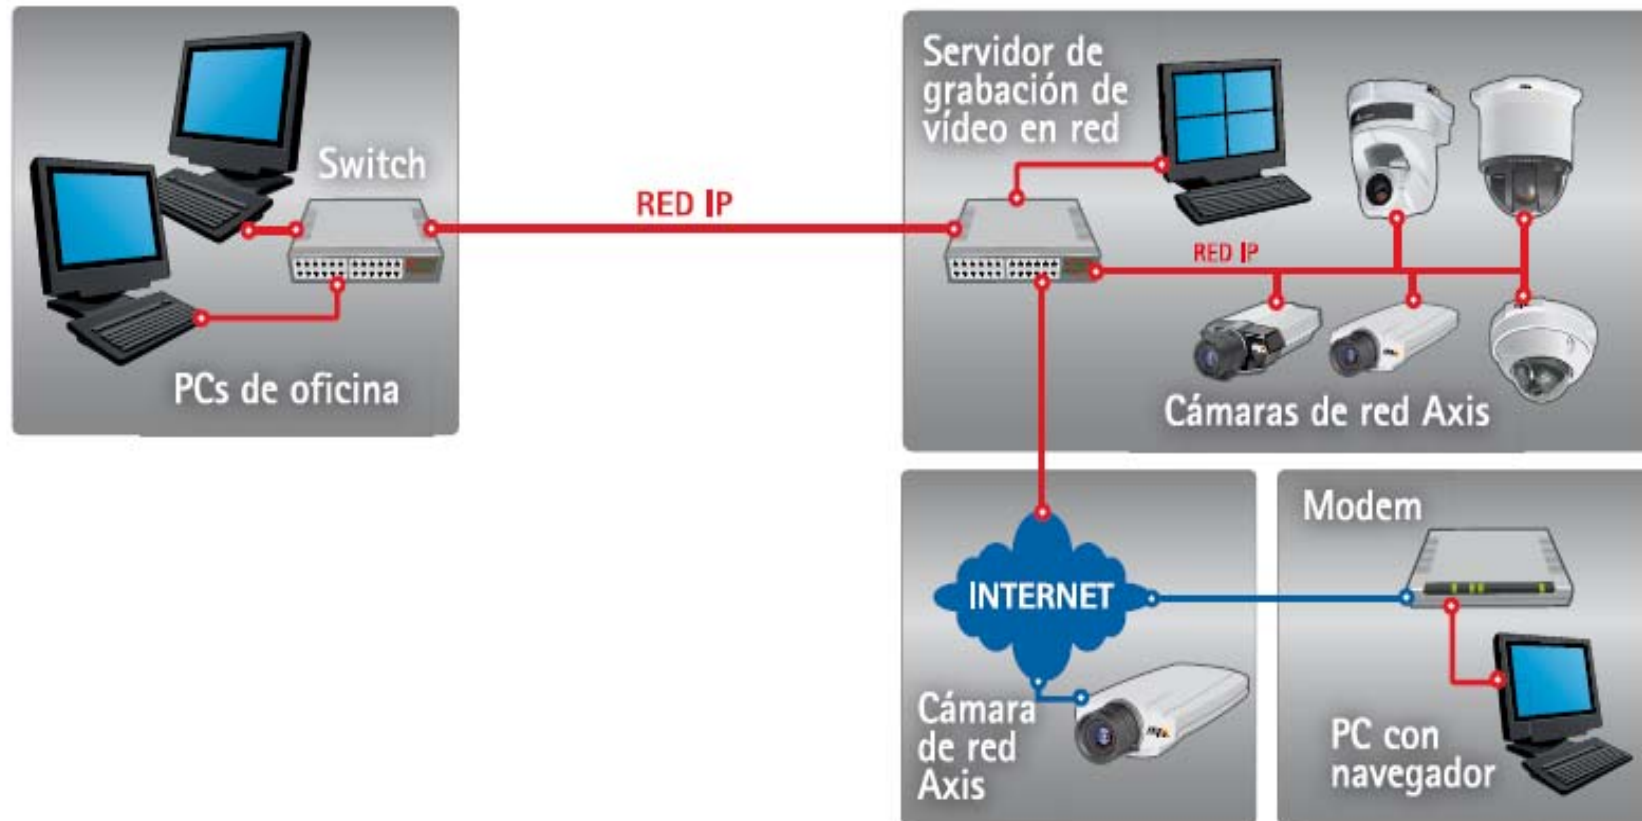 Switch
PCs de oficina
RED IP
Servidor de
grabación de
vídeo en red
RED IP
Cámaras de red Axis
INTERNET
Cámara
de red
Axis
Modem
PC con
navegador